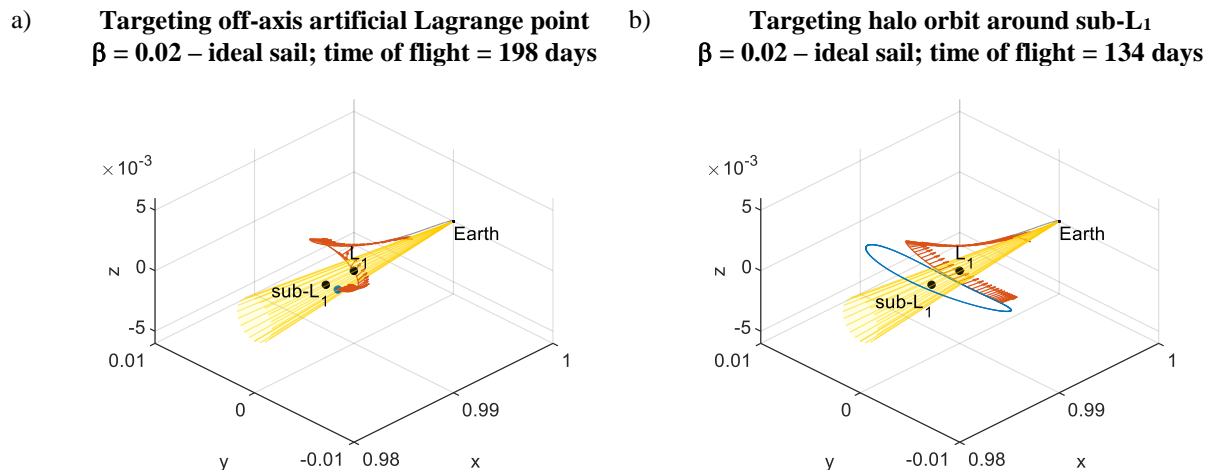 a) Targeting off-axis artificial Lagrange point
β = 0.02 – ideal sail; time of flight = 198 days
× 10⁻³
5
0
-5
z
0.01
0
-0.01
y
0.98
0.99
1
x
Earth
L₁
sub-L₁
b) Targeting halo orbit around sub-L₁
β = 0.02 – ideal sail; time of flight = 134 days
× 10⁻³
5
0
-5
z
0.01
0
-0.01
y
0.98
0.99
1
x
Earth
L₁
sub-L₁